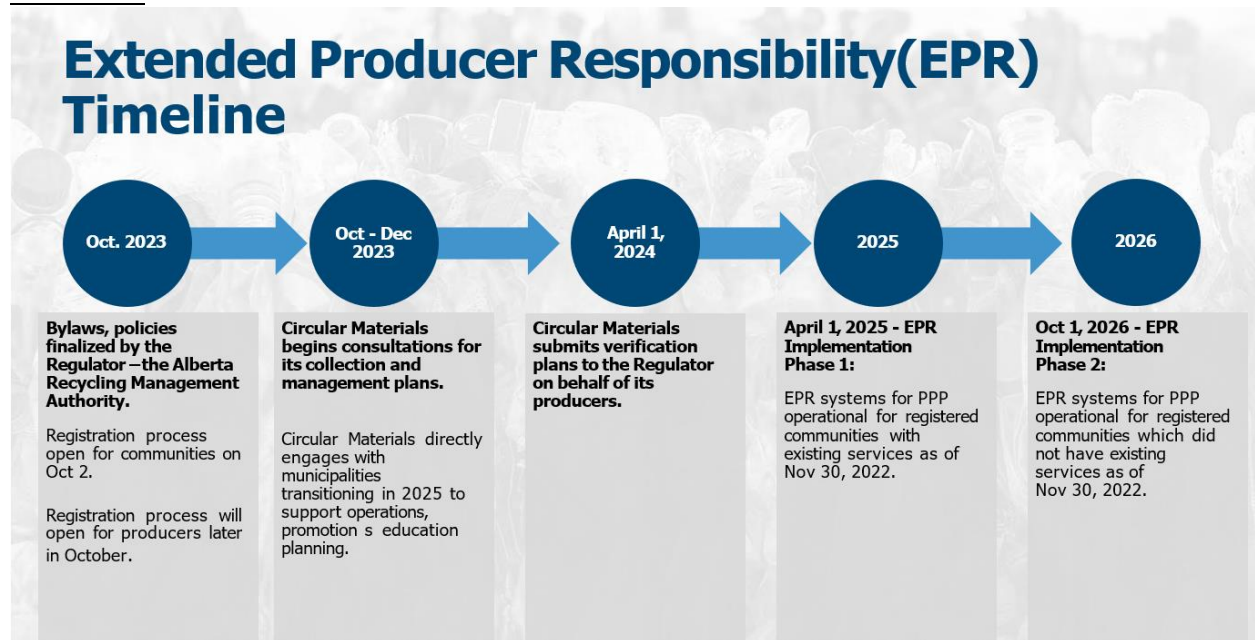 Extended Producer Responsibility(EPR)
Timeline
Oct. 2023
Oct - Dec
2023
April 1,
2024
2025
2026
Bylaws, policies
finalized by the
Regulator – the Alberta
Recycling Management
Authority.
Registration process
open for communities on
Oct 2.
Registration process will
open for producers later
in October.
Circular Materials
begins consultations for
its collection and
management plans.
Circular Materials directly
engages with
municipalities
transitioning in 2025 to
support operations,
promotion s education
planning.
Circular Materials
submits verification
plans to the Regulator
on behalf of its
producers.
April 1, 2025 - EPR
Implementation
Phase 1:
EPR systems for PPP
operational for registered
communities with
existing services as of
Nov 30, 2022.
Oct 1, 2026 - EPR
Implementation
Phase 2:
EPR systems for PPP
operational for registered
communities which did
not have existing
services as of
Nov 30, 2022.